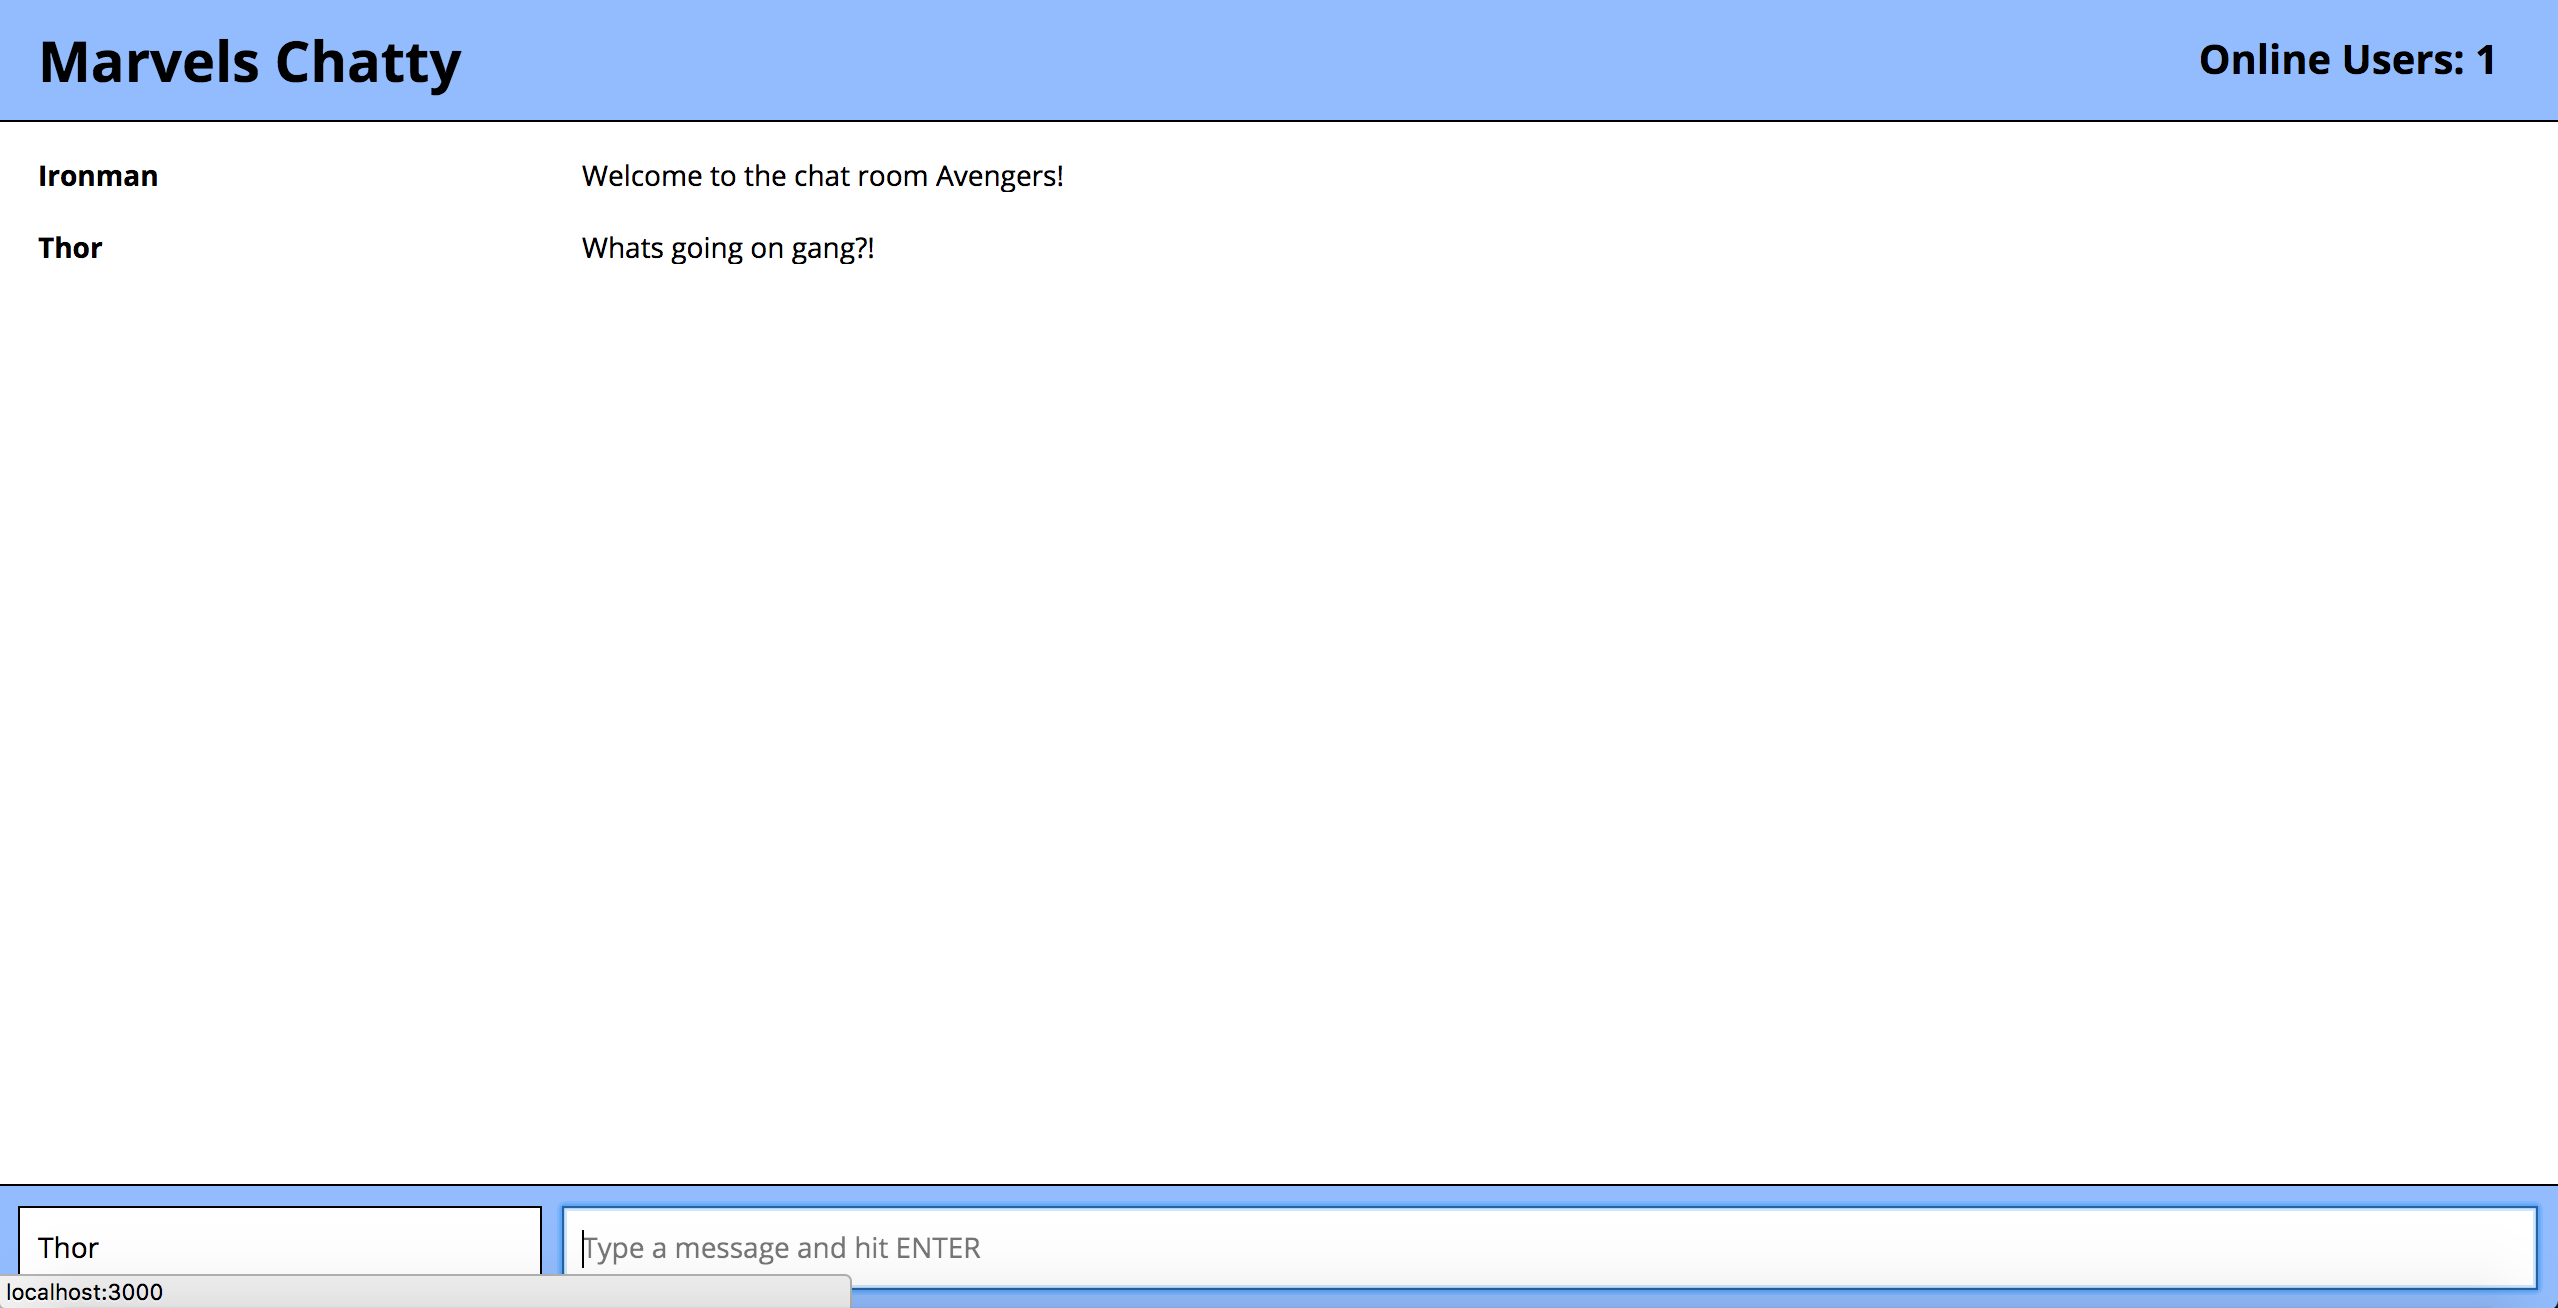 Marvels Chatty
Online Users: 1
Ironman
Welcome to the chat room Avengers!
Thor
Whats going on gang?!
Thor
Type a message and hit ENTER
localhost:3000